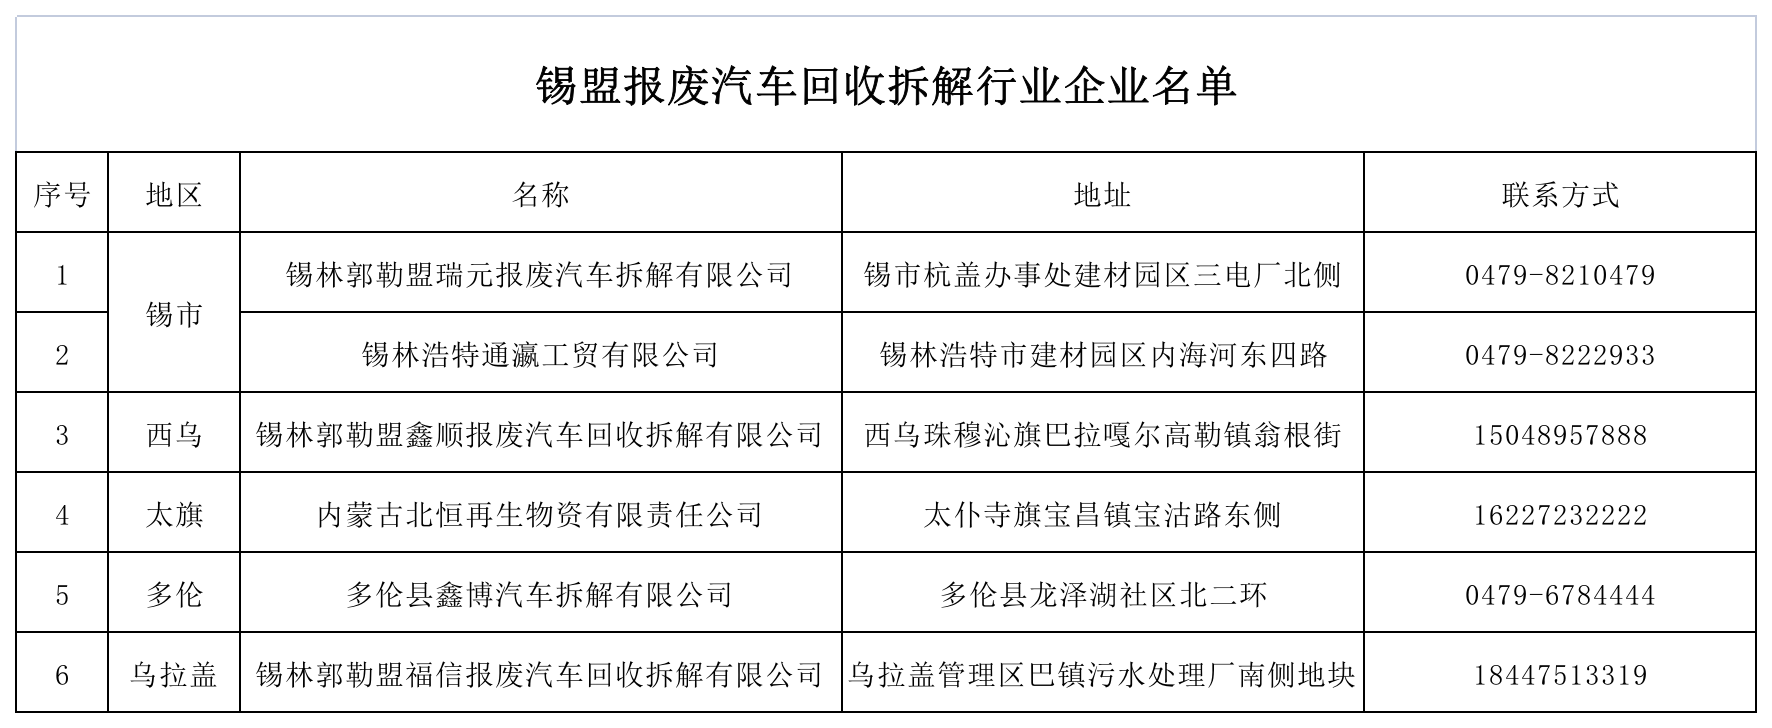 锡盟报废汽车回收拆解行业企业名单
序号 地区 名称 地址 联系方式
1 锡市 锡林郭勒盟瑞元报废汽车拆解有限公司 锡市杭盖办事处建材园区三电厂北侧 0479-8210479
2 锡林浩特通瀛工贸有限公司 锡林浩特市建材园区内海河东四路 0479-8222933
3 西乌 锡林郭勒盟鑫顺报废汽车回收拆解有限公司 西乌珠穆沁旗巴拉嘎尔高勒镇翁根街 15048957888
4 太旗 内蒙古北恒再生物资有限责任公司 太仆寺旗宝昌镇宝沽路东侧 16227232222
5 多伦 多伦县鑫博汽车拆解有限公司 多伦县龙泽湖社区北二环 0479-6784444
6 乌拉盖 锡林郭勒盟福信报废汽车回收拆解有限公司 乌拉盖管理区巴镇污水处理厂南侧地块 18447513319